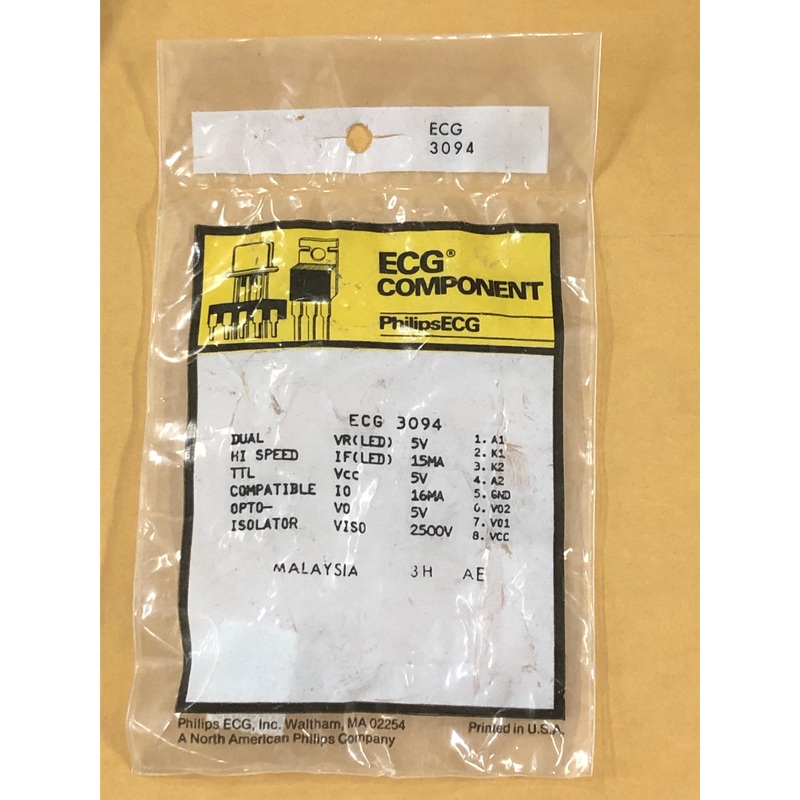 ECG
3094
ECG®
COMPONENT
PhilipsECG
ECG 3094
DUAL VR(LED) 5V 1. A1
HI SPEED IF(LED) 15MA 2. K1
TTL Vcc 5V 3. K2
COMPATIBLE IO 16MA 4. A2
OPTO- VO 5V 5. GND
ISOLATOR VISO 2500V 6. VO2
7. VO1
8. VCC
MALAYSIA 3H AE
Philips ECG, Inc. Waltham, MA 02254
A North American Philips Company
Printed in U.S.A.